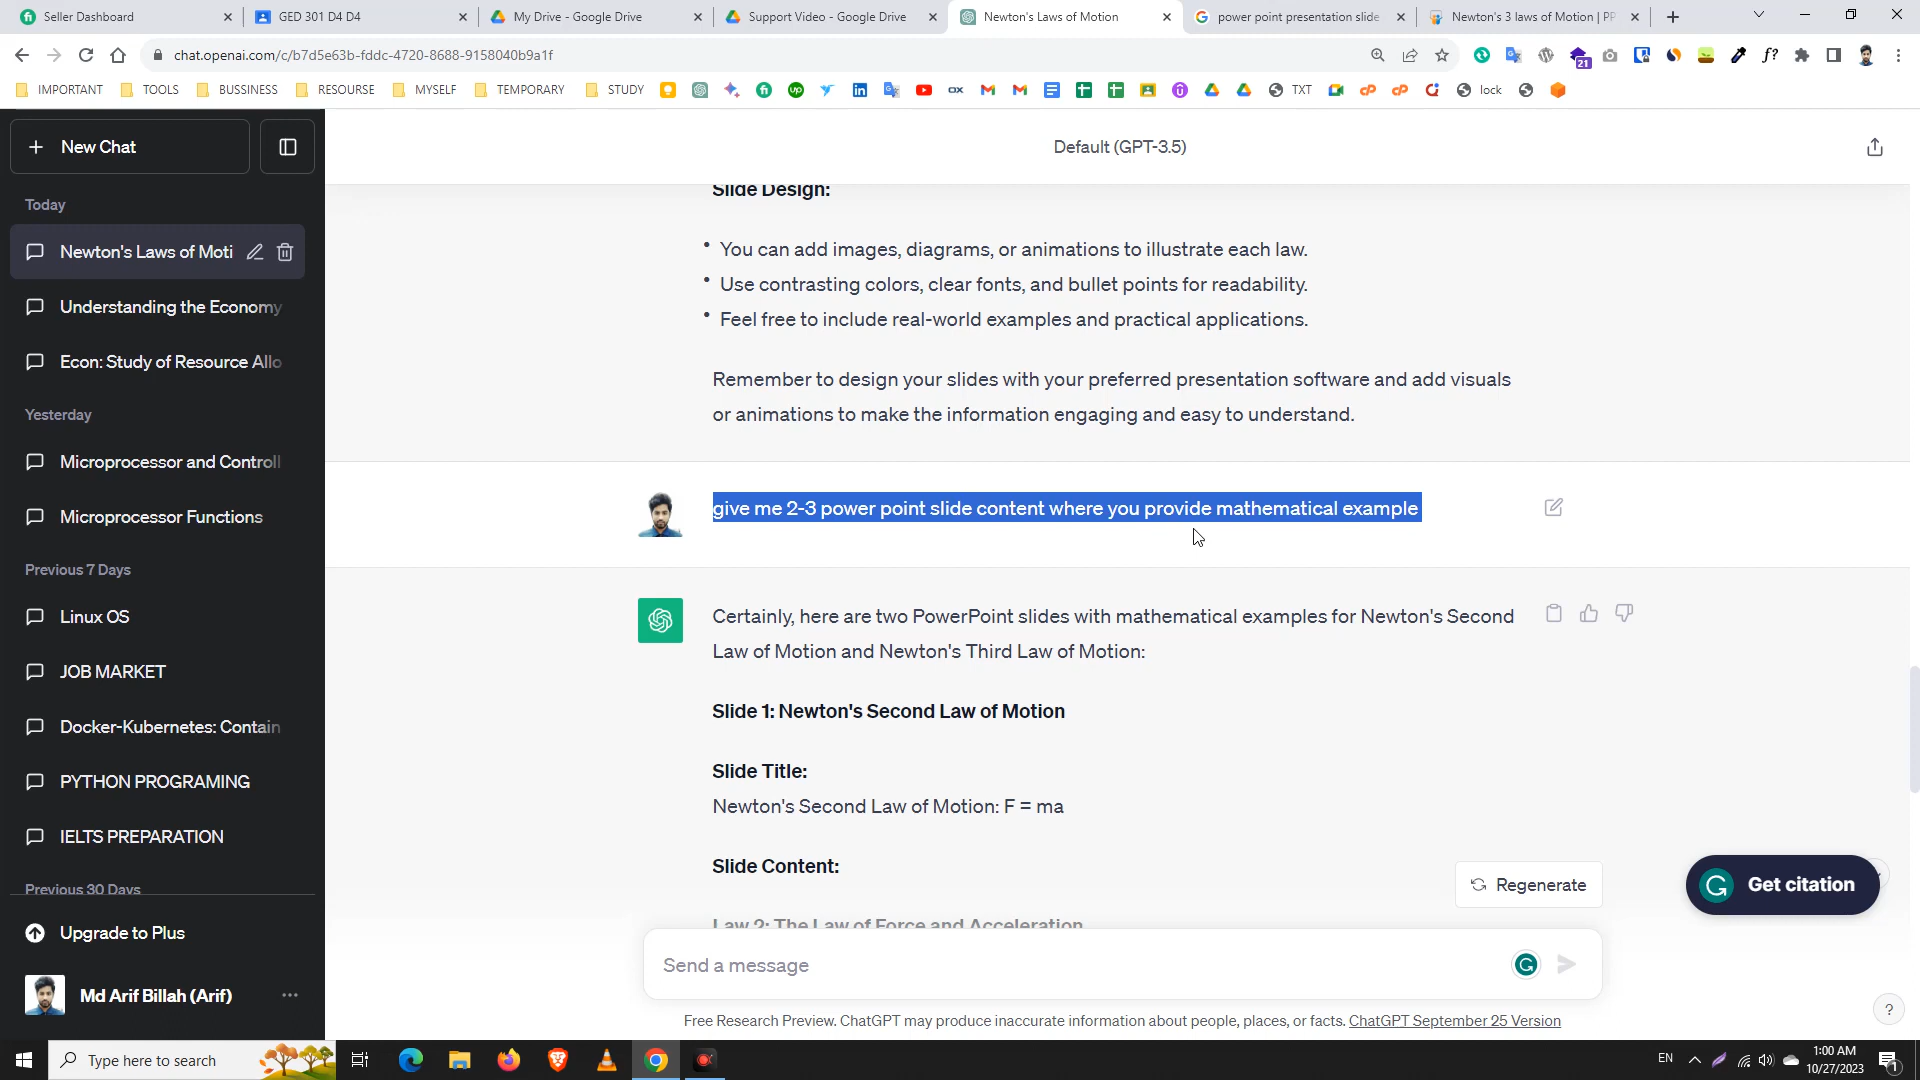 Seller Dashboard
GED 301 D4 D4
My Drive - Google Drive
Support Video - Google Drive
Newton's Laws of Motion
power point presentation slide
Newton's 3 laws of Motion | PP
chat.openai.com/c/b7d5e63b-fddc-4720-8688-9158040b9a1f
21
IMPORTANT
TOOLS
BUSSINESS
RESOURSE
MYSELF
TEMPORARY
STUDY
TXT
lock
New Chat
Default (GPT-3.5)
Today
Newton's Laws of Moti
Understanding the Economy
Econ: Study of Resource Allo
Yesterday
Microprocessor and Controll
Microprocessor Functions
Previous 7 Days
Linux OS
JOB MARKET
Docker-Kubernetes: Contain
PYTHON PROGRAMING
IELTS PREPARATION
Previous 30 Days
Upgrade to Plus
Md Arif Billah (Arif)
Slide Design:
• You can add images, diagrams, or animations to illustrate each law.
• Use contrasting colors, clear fonts, and bullet points for readability.
• Feel free to include real-world examples and practical applications.
Remember to design your slides with your preferred presentation software and add visuals
or animations to make the information engaging and easy to understand.
give me 2-3 power point slide content where you provide mathematical example
Certainly, here are two PowerPoint slides with mathematical examples for Newton's Second
Law of Motion and Newton's Third Law of Motion:
Slide 1: Newton's Second Law of Motion
Slide Title:
Newton's Second Law of Motion: F = ma
Slide Content:
Law 2: The Law of Force and Acceleration
Regenerate
Get citation
Send a message
Free Research Preview. ChatGPT may produce inaccurate information about people, places, or facts. ChatGPT September 25 Version
?
Type here to search
EN
1:00 AM
10/27/2023
1